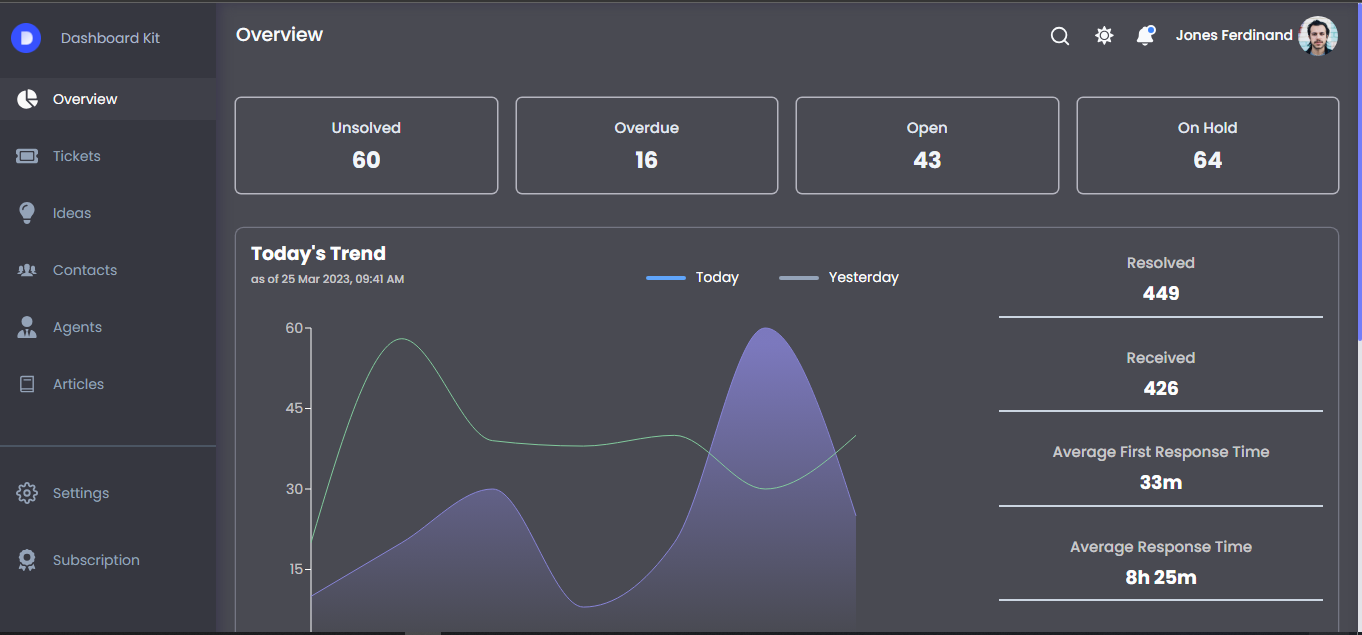 Dashboard Kit
Overview
Tickets
Ideas
Contacts
Agents
Articles
Settings
Subscription
Overview
Jones Ferdinand
Unsolved
60
Overdue
16
Open
43
On Hold
64
Today's Trend
as of 25 Mar 2023, 09:41 AM
Today
Yesterday
60
45
30
15
Resolved
449
Received
426
Average First Response Time
33m
Average Response Time
8h 25m